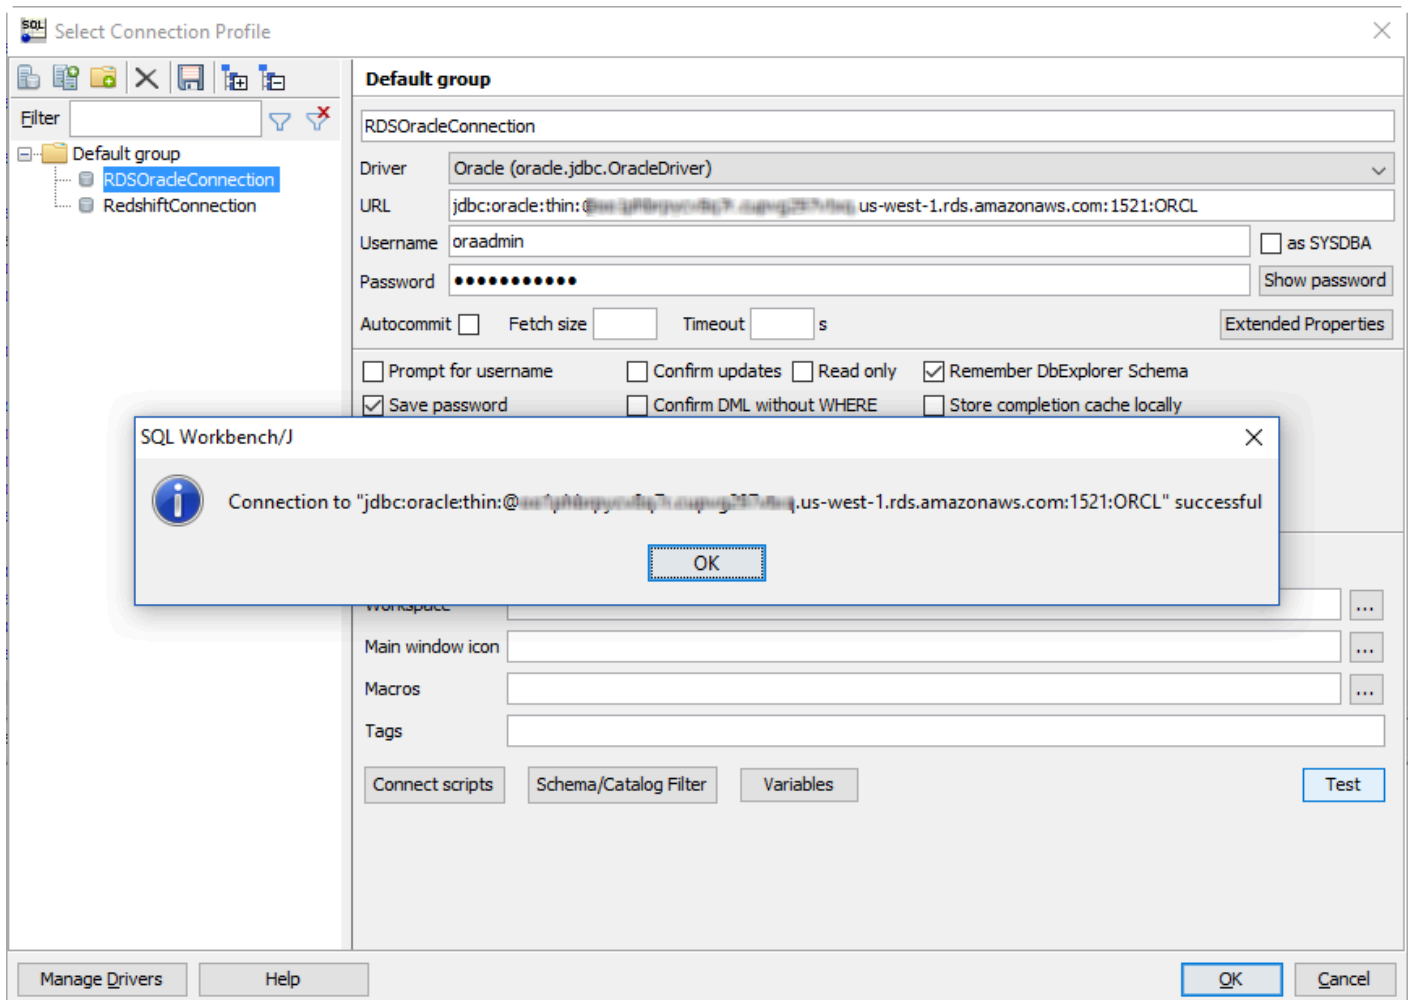 SQL
Select Connection Profile
Filter
Default group
RDSOracleConnection
RedshiftConnection
Default group
RDSOracleConnection
Driver Oracle (oracle.jdbc.OracleDriver)
URL jdbc:oracle:thin:@ .us-west-1.rds.amazonaws.com:1521:ORCL
Username oraadmin as SYSDBA
Password ●●●●●●●●●●● Show password
Autocommit Fetch size Timeout s Extended Properties
Prompt for username Confirm updates Read only Remember DbExplorer Schema
Save password Confirm DML without WHERE Store completion cache locally
SQL Workbench/J
Connection to "jdbc:oracle:thin:@ .us-west-1.rds.amazonaws.com:1521:ORCL" successful
OK
Workspace ...
Main window icon ...
Macros ...
Tags
Connect scripts Schema/Catalog Filter Variables Test
Manage Drivers Help OK Cancel